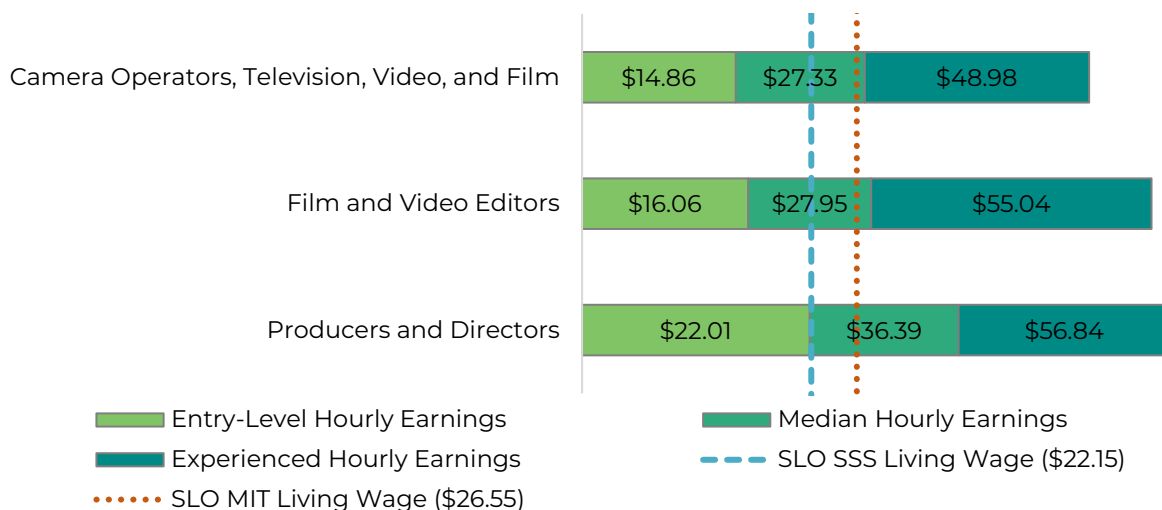 Camera Operators, Television, Video, and Film
$14.86 $27.33 $48.98
Film and Video Editors
$16.06 $27.95 $55.04
Producers and Directors
$22.01 $36.39 $56.84
Entry-Level Hourly Earnings
Median Hourly Earnings
Experienced Hourly Earnings
SLO SSS Living Wage ($22.15)
SLO MIT Living Wage ($26.55)